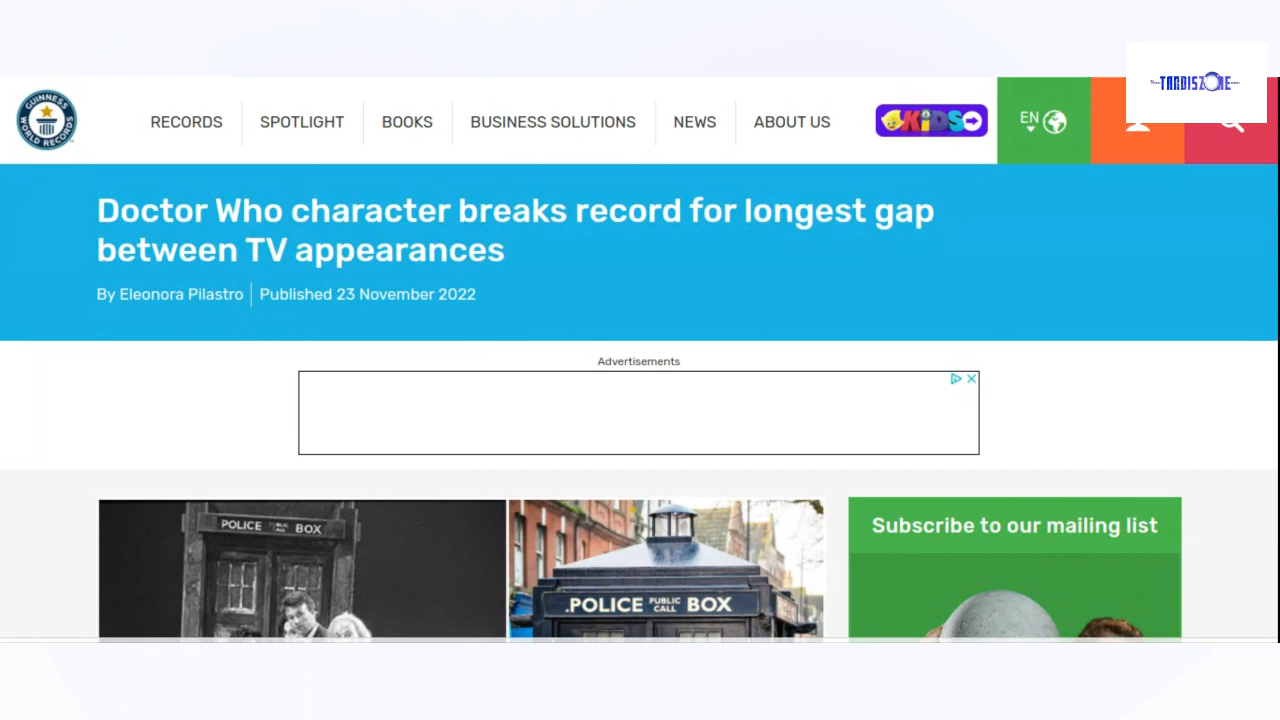 TARDISZONE
GUINNESS
WORLD RECORDS
RECORDS
SPOTLIGHT
BOOKS
BUSINESS SOLUTIONS
NEWS
ABOUT US
KIDS
EN
Doctor Who character breaks record for longest gap
between TV appearances
By Eleonora Pilastro
Published 23 November 2022
Advertisements
POLICE PUBLIC CALL BOX
POLICE PUBLIC CALL BOX
Subscribe to our mailing list